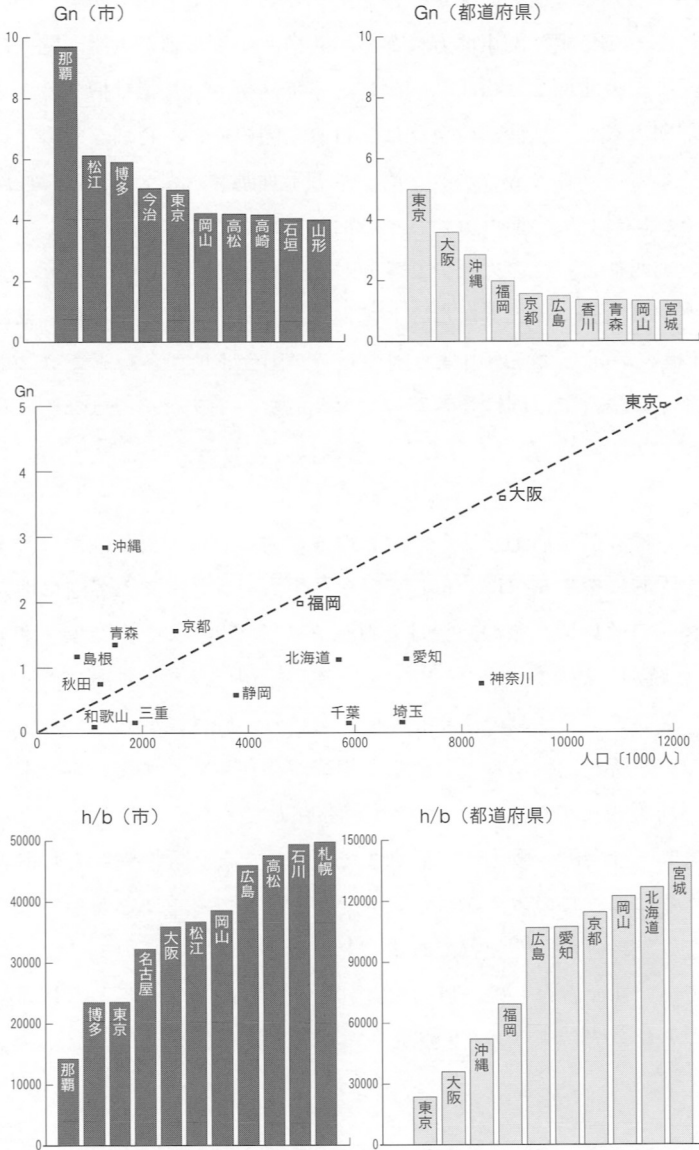 Gn（市）
10
8
6
4
2
0
那覇
松江
博多
今治
東京
岡山
高松
高崎
石垣
山形
Gn（都道府県）
10
8
6
4
2
0
東京
大阪
沖縄
福岡
京都
広島
香川
青森
岡山
宮城
Gn
5
4
3
2
1
0
東京
大阪
沖縄
福岡
京都
青森
島根
北海道
愛知
秋田
神奈川
静岡
和歌山
三重
千葉
埼玉
0 2000 4000 6000 8000 10000 12000
人口〔1000人〕
h/b（市）
50000
40000
30000
20000
10000
0
那覇
博多
東京
名古屋
大阪
松江
岡山
広島
高松
石川
札幌
h/b（都道府県）
150000
120000
90000
60000
30000
0
東京
大阪
沖縄
福岡
広島
愛知
京都
岡山
北海道
宮城